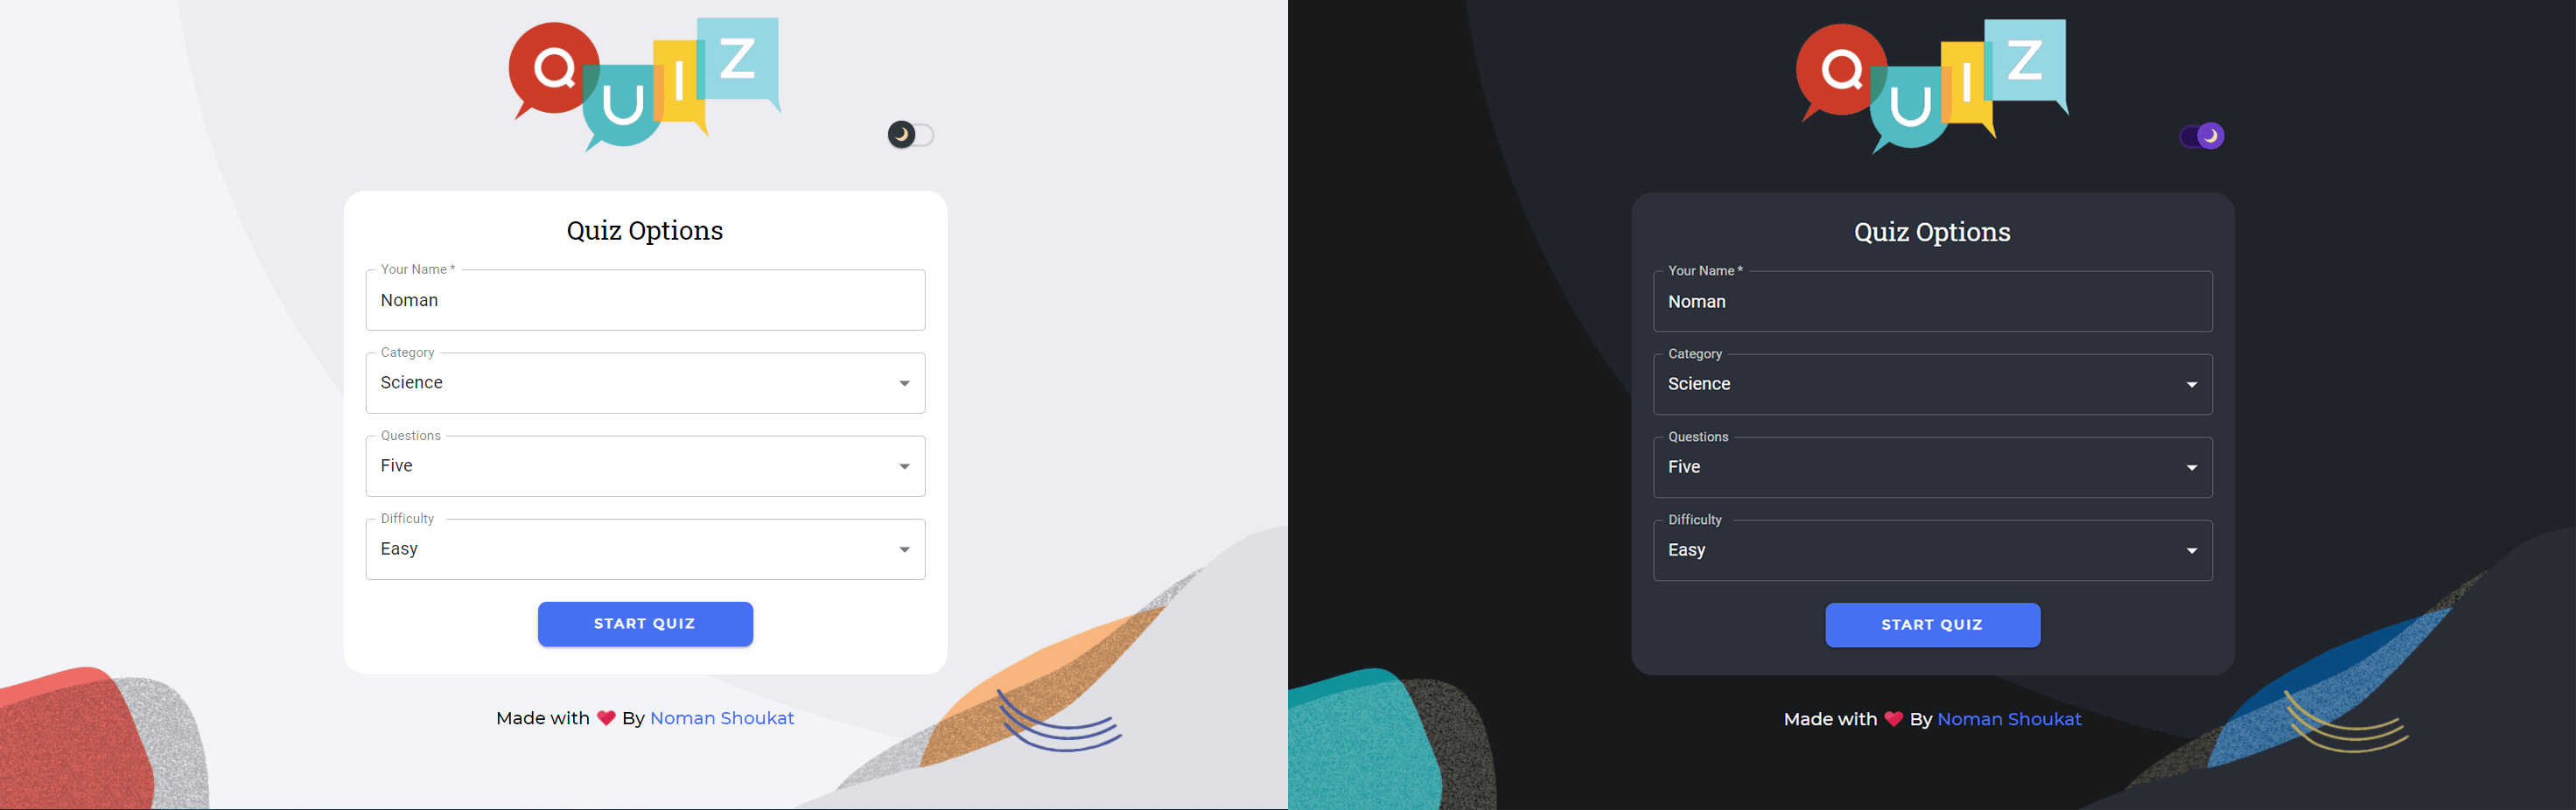 QUIZ
Quiz Options
Your Name *
Noman
Category
Science
Questions
Five
Difficulty
Easy
START QUIZ
Made with ❤ By Noman Shoukat
QUIZ
Quiz Options
Your Name *
Noman
Category
Science
Questions
Five
Difficulty
Easy
START QUIZ
Made with ❤ By Noman Shoukat